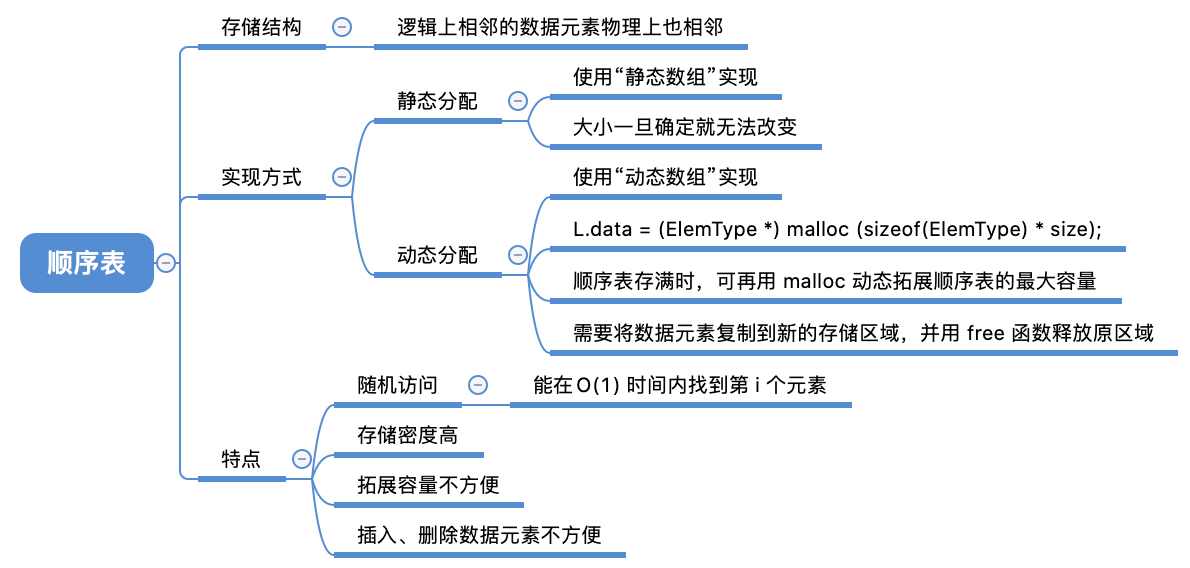 顺序表
存储结构
逻辑上相邻的数据元素物理上也相邻
实现方式
静态分配
使用“静态数组”实现
大小一旦确定就无法改变
动态分配
使用“动态数组”实现
L.data = (ElemType *) malloc (sizeof(ElemType) * size);
顺序表存满时，可再用 malloc 动态拓展顺序表的最大容量
需要将数据元素复制到新的存储区域，并用 free 函数释放原区域
特点
随机访问
能在O(1) 时间内找到第 i 个元素
存储密度高
拓展容量不方便
插入、删除数据元素不方便